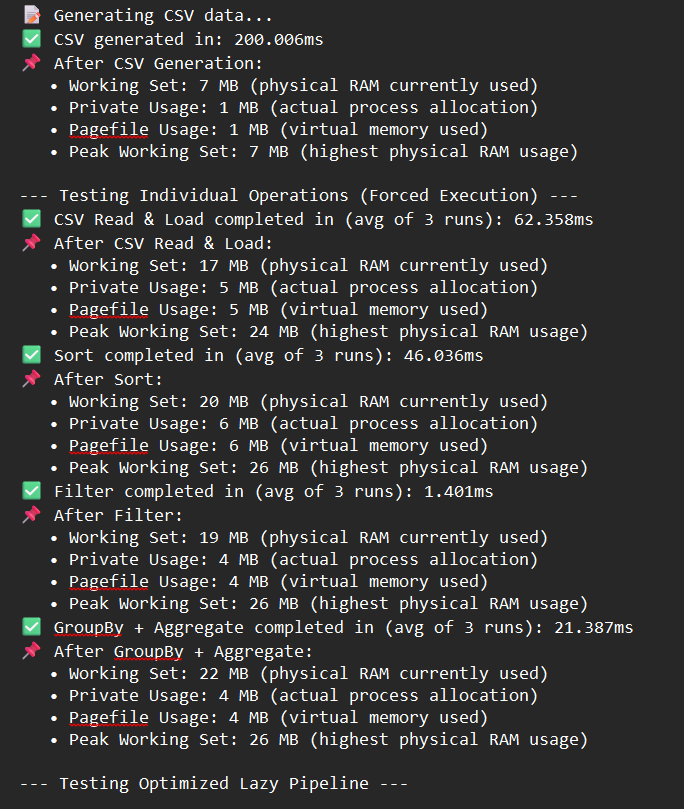 📝 Generating CSV data...
✅ CSV generated in: 200.006ms
📌 After CSV Generation:
• Working Set: 7 MB (physical RAM currently used)
• Private Usage: 1 MB (actual process allocation)
• Pagefile Usage: 1 MB (virtual memory used)
• Peak Working Set: 7 MB (highest physical RAM usage)
--- Testing Individual Operations (Forced Execution) ---
✅ CSV Read & Load completed in (avg of 3 runs): 62.358ms
📌 After CSV Read & Load:
• Working Set: 17 MB (physical RAM currently used)
• Private Usage: 5 MB (actual process allocation)
• Pagefile Usage: 5 MB (virtual memory used)
• Peak Working Set: 24 MB (highest physical RAM usage)
✅ Sort completed in (avg of 3 runs): 46.036ms
📌 After Sort:
• Working Set: 20 MB (physical RAM currently used)
• Private Usage: 6 MB (actual process allocation)
• Pagefile Usage: 6 MB (virtual memory used)
• Peak Working Set: 26 MB (highest physical RAM usage)
✅ Filter completed in (avg of 3 runs): 1.401ms
📌 After Filter:
• Working Set: 19 MB (physical RAM currently used)
• Private Usage: 4 MB (actual process allocation)
• Pagefile Usage: 4 MB (virtual memory used)
• Peak Working Set: 26 MB (highest physical RAM usage)
✅ GroupBy + Aggregate completed in (avg of 3 runs): 21.387ms
📌 After GroupBy + Aggregate:
• Working Set: 22 MB (physical RAM currently used)
• Private Usage: 4 MB (actual process allocation)
• Pagefile Usage: 4 MB (virtual memory used)
• Peak Working Set: 26 MB (highest physical RAM usage)
--- Testing Optimized Lazy Pipeline ---